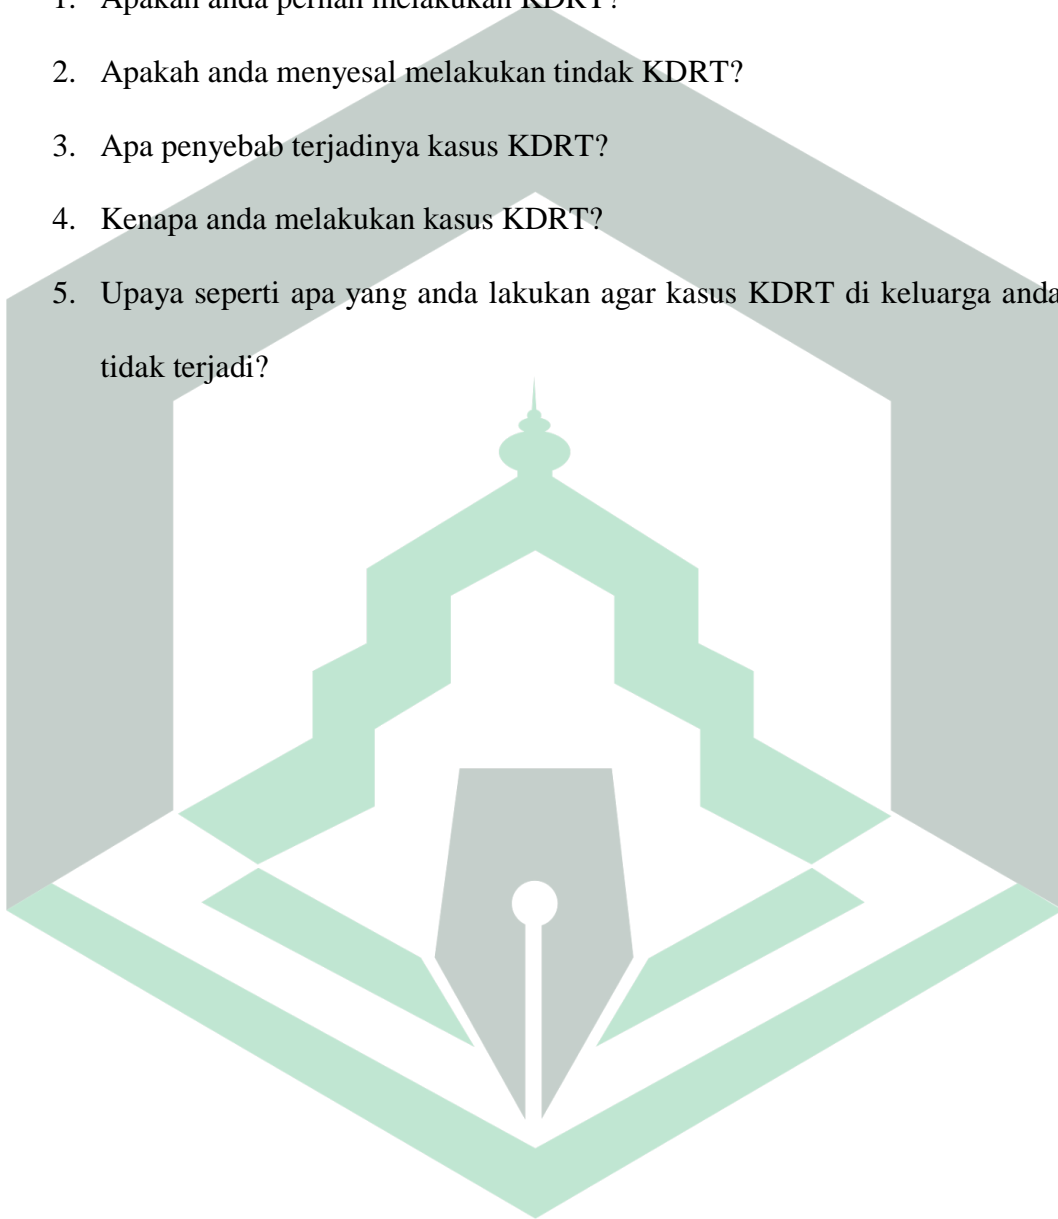 1. Apakah anda pernah melakukan KDRT?
2. Apakah anda menyesal melakukan tindak KDRT?
3. Apa penyebab terjadinya kasus KDRT?
4. Kenapa anda melakukan kasus KDRT?
5. Upaya seperti apa yang anda lakukan agar kasus KDRT di keluarga anda
tidak terjadi?